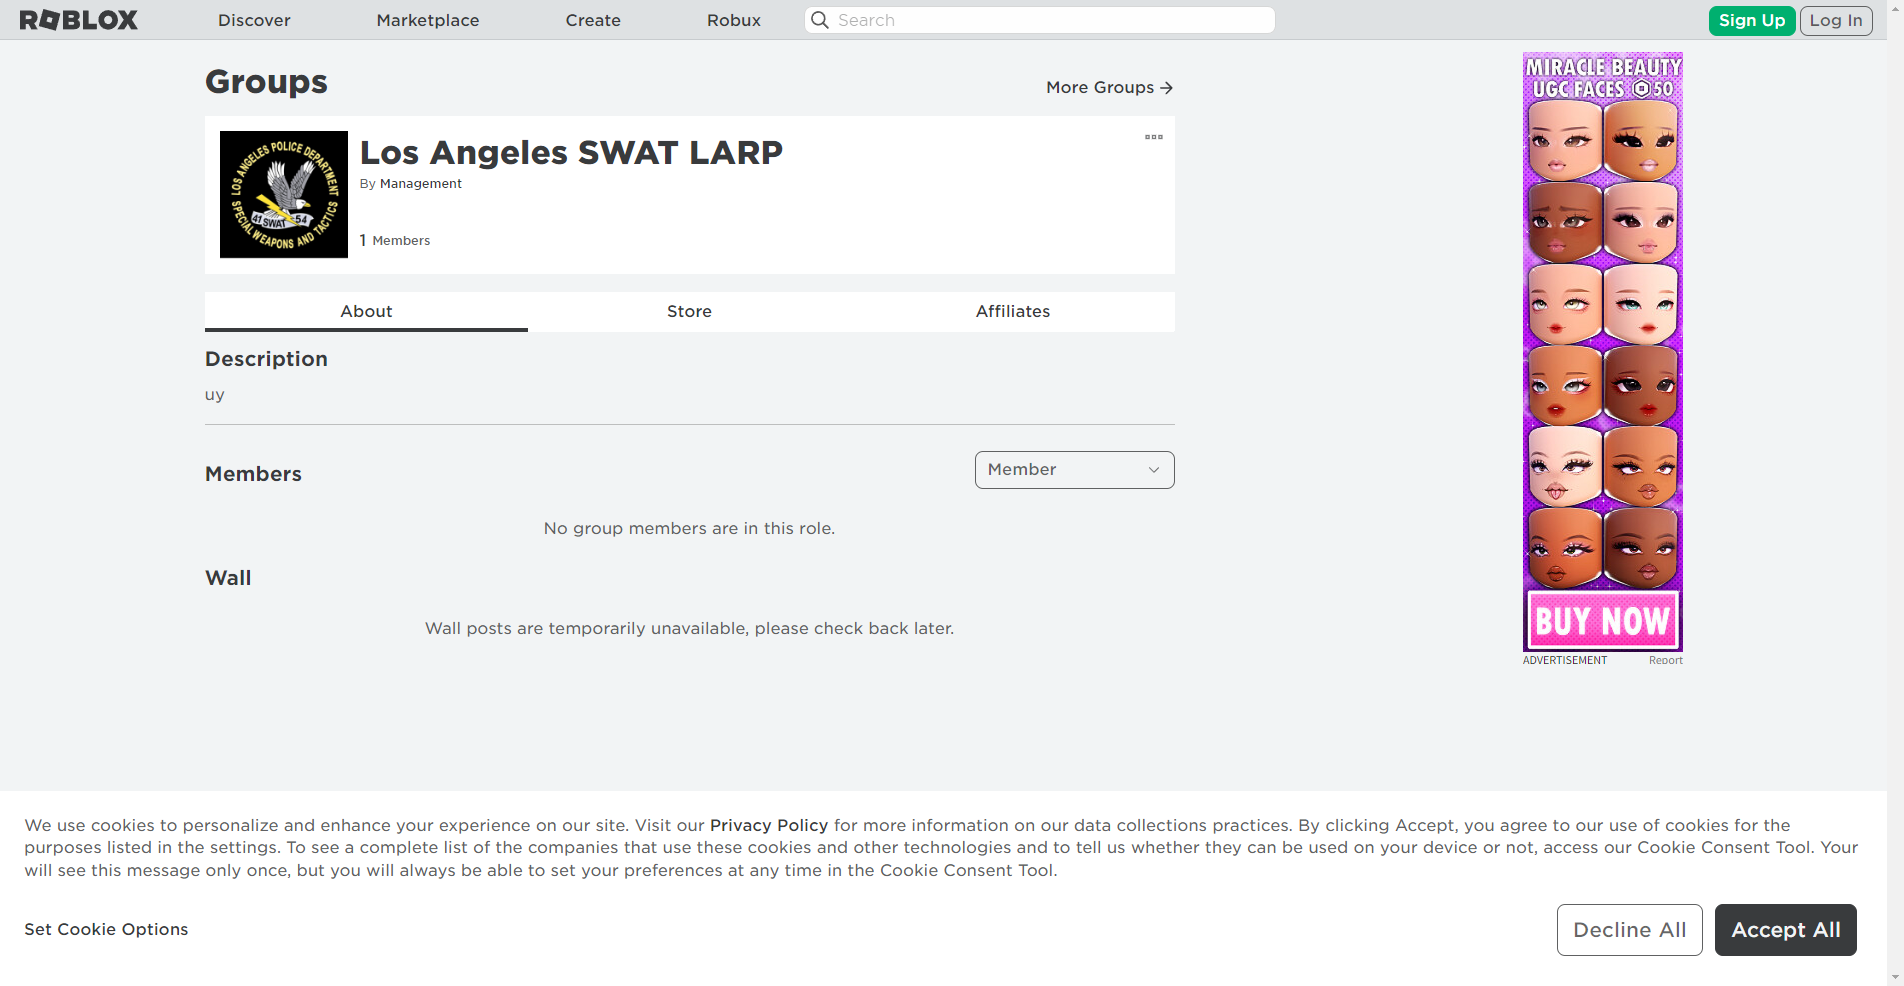 ROBLOX
Discover
Marketplace
Create
Robux
Search
Sign Up
Log In
Groups
More Groups
LOS ANGELES POLICE DEPARTMENT
SPECIAL WEAPONS AND TACTICS
41 SWAT 54
Los Angeles SWAT LARP
By Management
1 Members
About
Store
Affiliates
Description
uy
Members
Member
No group members are in this role.
Wall
Wall posts are temporarily unavailable, please check back later.
MIRACLE BEAUTY
UGC FACES 50
BUY NOW
ADVERTISEMENT
Report
We use cookies to personalize and enhance your experience on our site. Visit our Privacy Policy for more information on our data collections practices. By clicking Accept, you agree to our use of cookies for the
purposes listed in the settings. To see a complete list of the companies that use these cookies and other technologies and to tell us whether they can be used on your device or not, access our Cookie Consent Tool. Your
will see this message only once, but you will always be able to set your preferences at any time in the Cookie Consent Tool.
Set Cookie Options
Decline All
Accept All